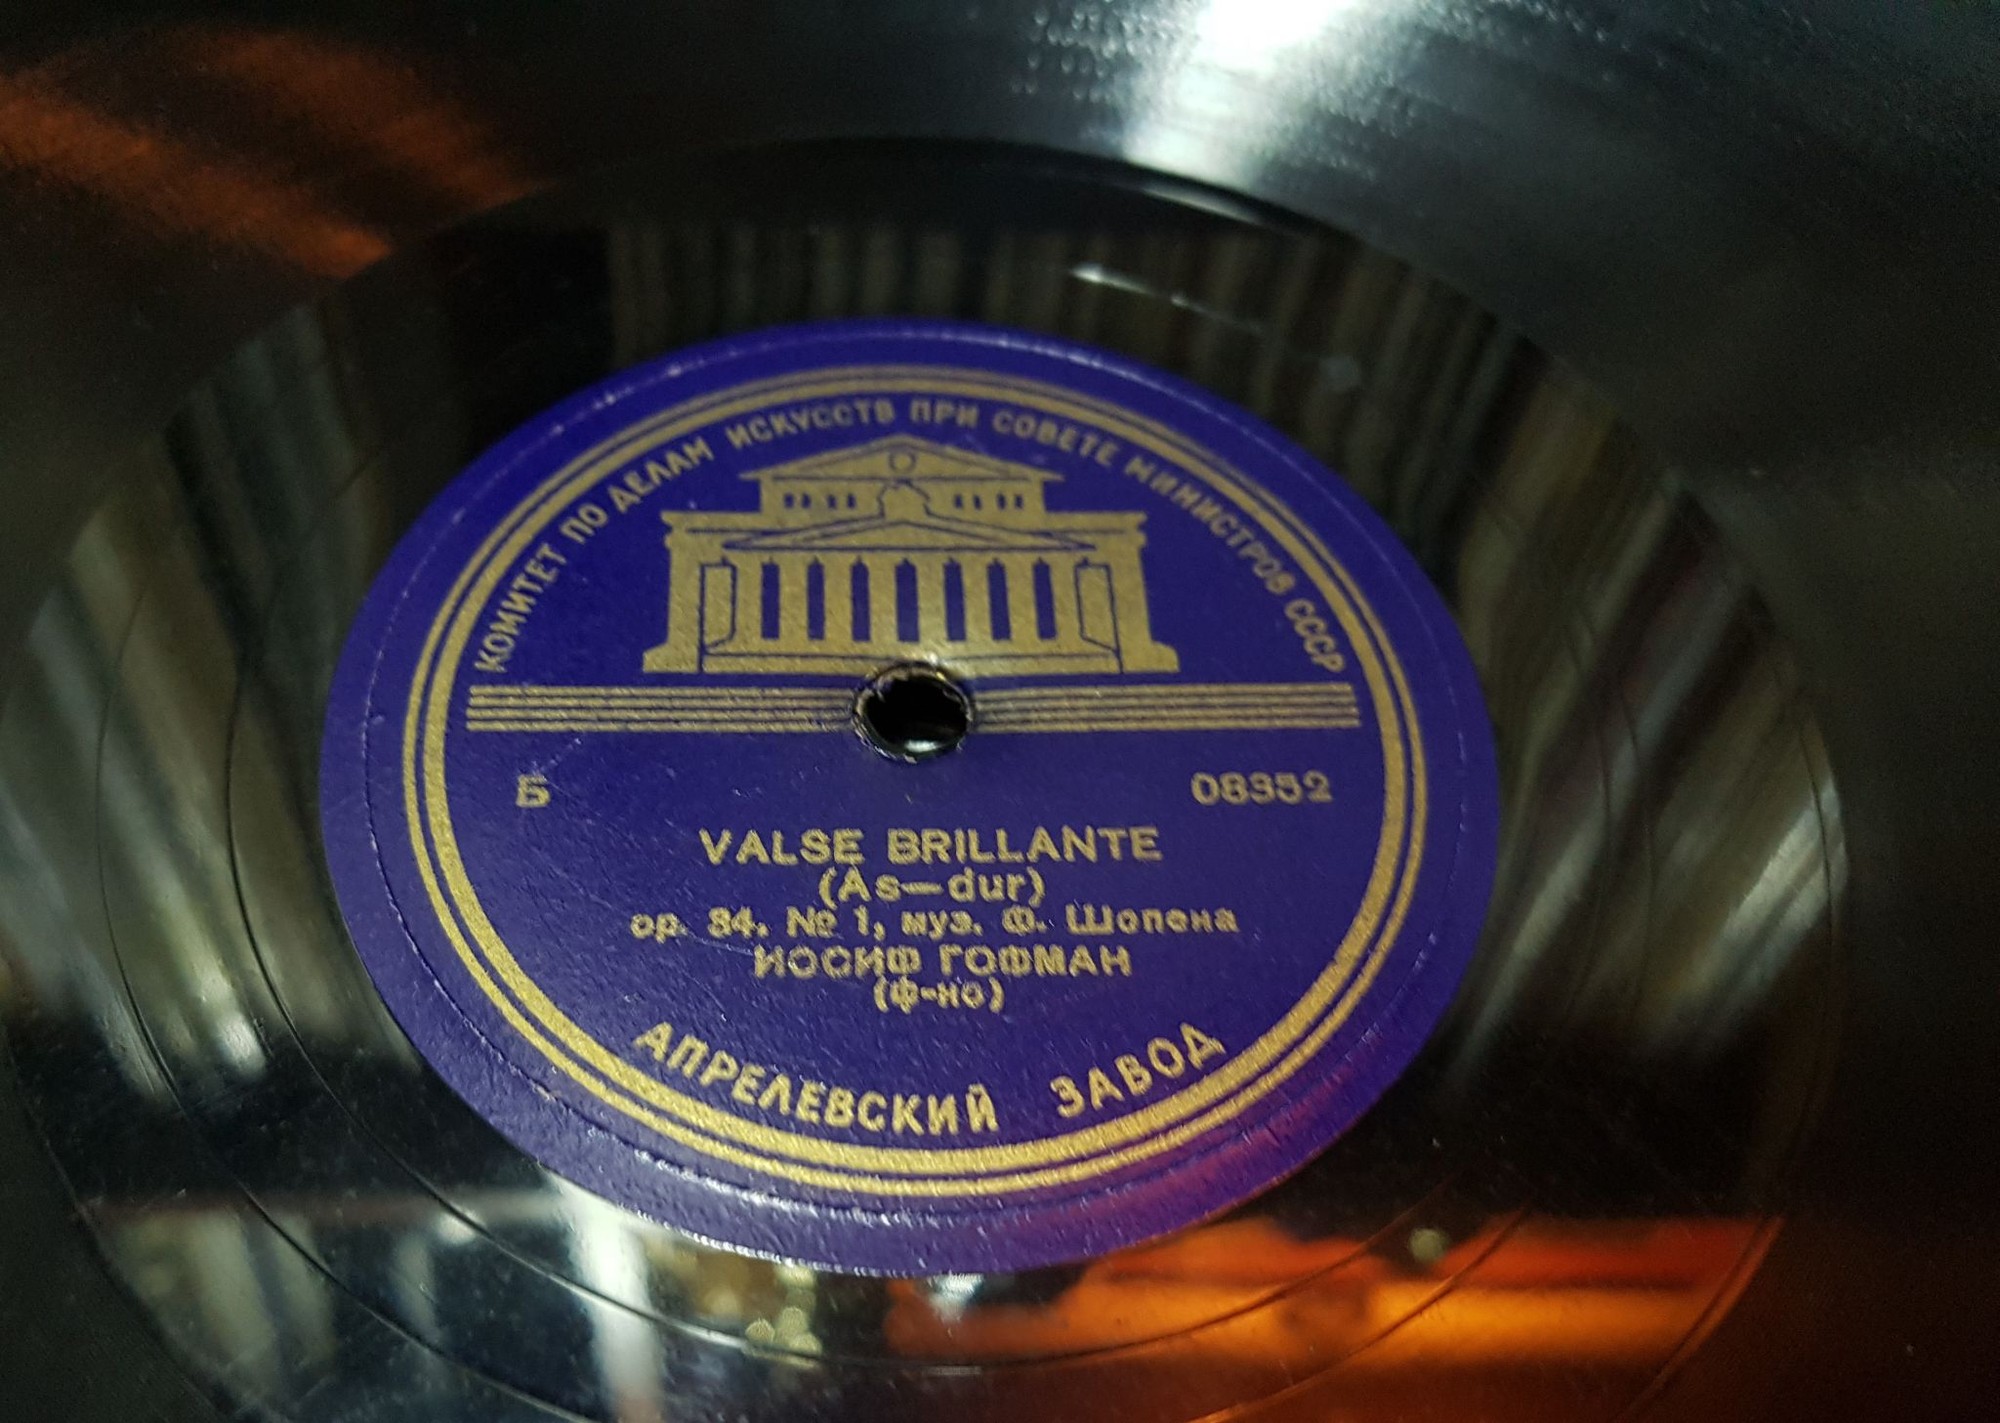 КОМИТЕТ ПО ДЕЛАМ ИСКУССТВ ПРИ СОВЕТЕ МИНИСТРОВ СССР
Б 08352
VALSE BRILLANTE
(As—dur)
op. 34. № 1, муз. Ф. Шопена
ИОСИФ ГОФМАН
(ф-но)
АПРЕЛЕВСКИЙ ЗАВОД